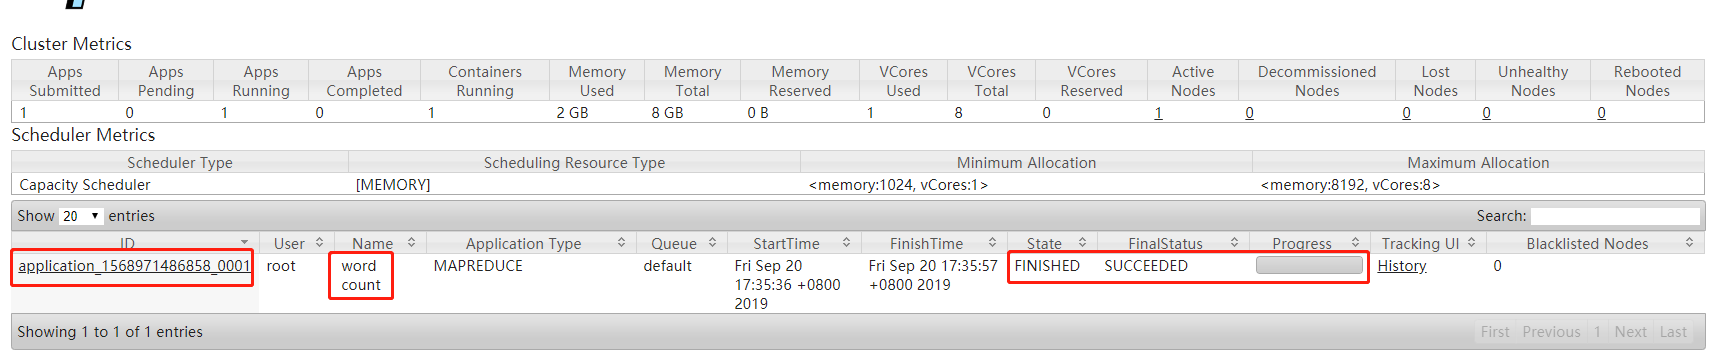 Cluster Metrics
Apps Submitted Apps Pending Apps Running Apps Completed Containers Running Memory Used Memory Total Memory Reserved VCores Used VCores Total VCores Reserved Active Nodes Decommissioned Nodes Lost Nodes Unhealthy Nodes Rebooted Nodes
1 0 1 0 1 2 GB 8 GB 0 B 1 8 0 1 0 0 0 0
Scheduler Metrics
Scheduler Type Scheduling Resource Type Minimum Allocation Maximum Allocation
Capacity Scheduler [MEMORY] <memory:1024, vCores:1> <memory:8192, vCores:8>
Show 20 entries Search:
ID User Name Application Type Queue StartTime FinishTime State FinalStatus Progress Tracking UI Blacklisted Nodes
application_1568971486858_0001 root word count MAPREDUCE default Fri Sep 20 17:35:36 +0800 2019 Fri Sep 20 17:35:57 +0800 2019 FINISHED SUCCEEDED History 0
Showing 1 to 1 of 1 entries First Previous 1 Next Last